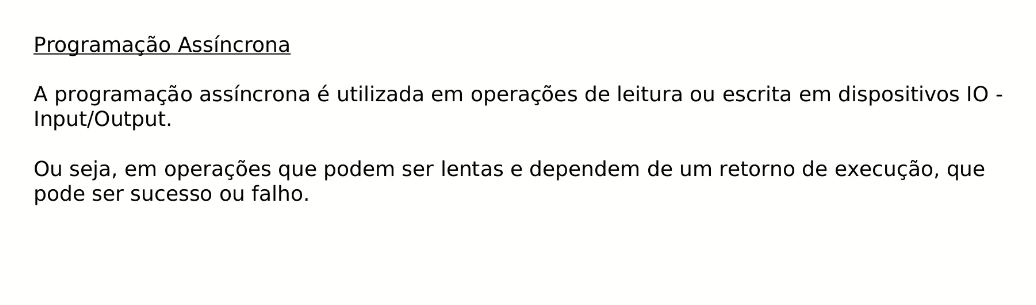 Programação Assíncrona
A programação assíncrona é utilizada em operações de leitura ou escrita em dispositivos IO -
Input/Output.
Ou seja, em operações que podem ser lentas e dependem de um retorno de execução, que
pode ser sucesso ou falho.